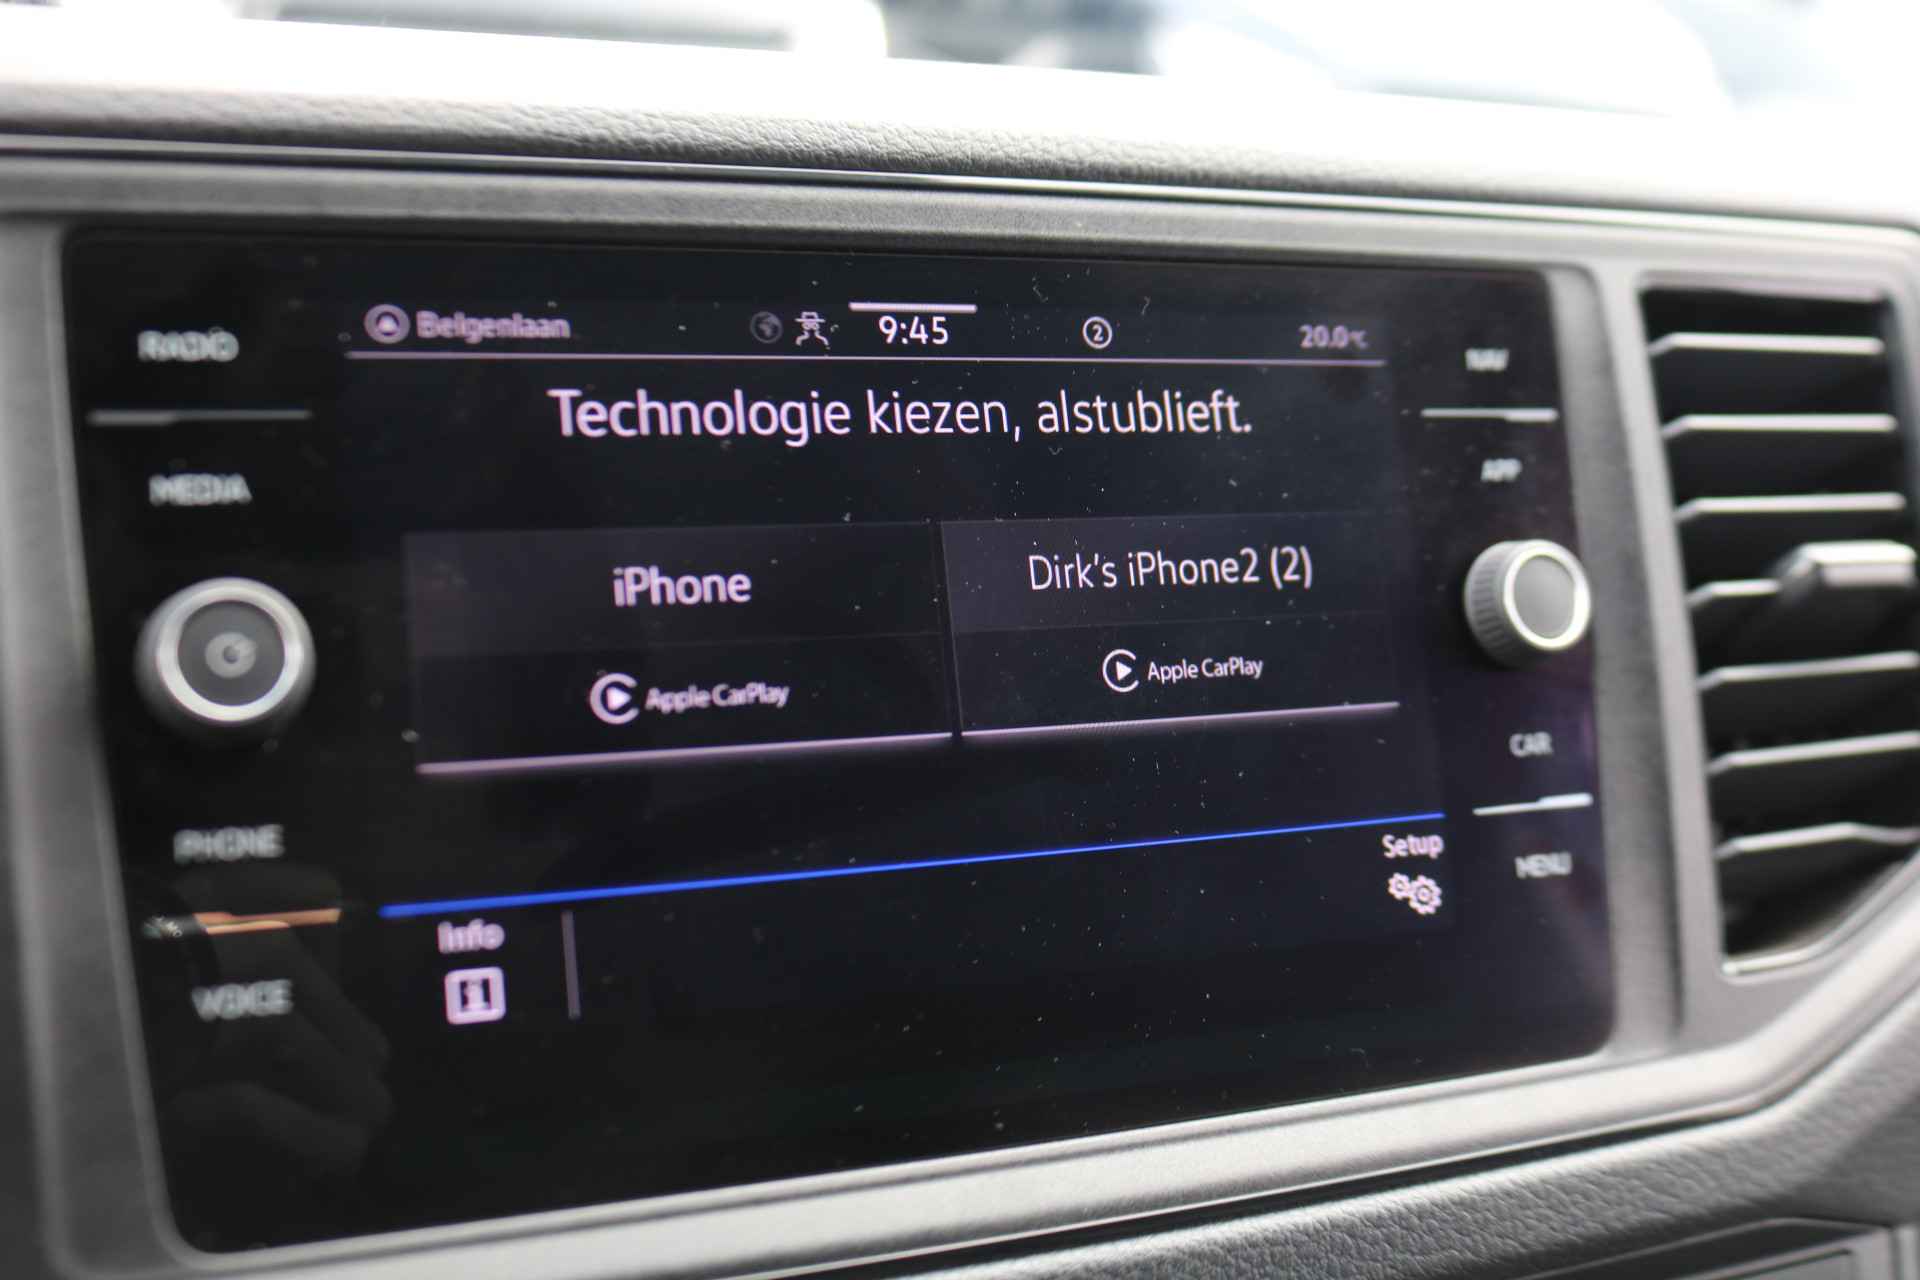 RADIO
MEDIA
PHONE
VOICE
Belgenlaan
9:45
2
20.0°C
Technologie kiezen, alstublieft.
iPhone
Apple CarPlay
Dirk's iPhone2 (2)
Apple CarPlay
Info
Setup
NAV
APP
CAR
MENU